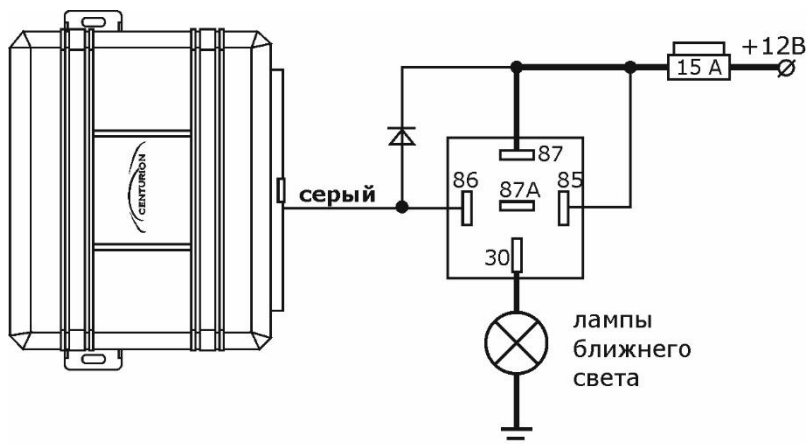 +12В
15 А
87
86
87А
85
CENTURION
серый
30
лампы
ближнего
света